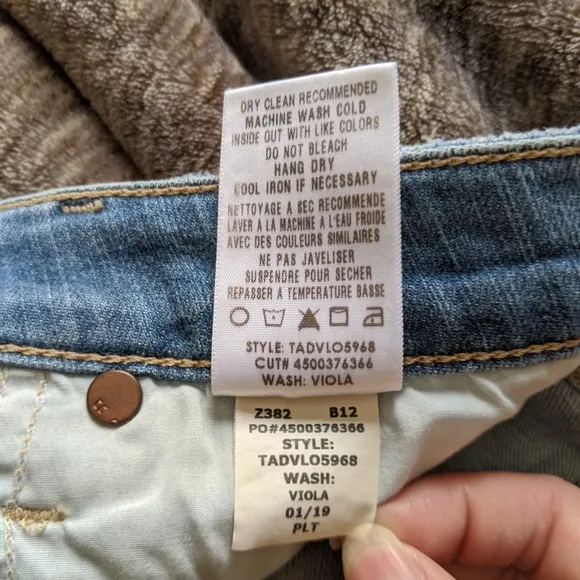 DRY CLEAN RECOMMENDED
MACHINE WASH COLD
INSIDE OUT WITH LIKE COLORS
DO NOT BLEACH
HANG DRY
COOL IRON IF NECESSARY
NETTOYAGE A SEC RECOMMENDE
LAVER A LA MACHINE A L'EAU FROIDE
AVEC DES COULEURS SIMILAIRES
NE PAS JAVELISER
SUSPENDRE POUR SECHER
REPASSER A TEMPERATURE BASSE
STYLE: TADVLO5968
CUT# 4500376366
WASH: VIOLA
Z382 B12
PO#4500376366
STYLE:
TADVLO5968
WASH:
VIOLA
01/19
PLT